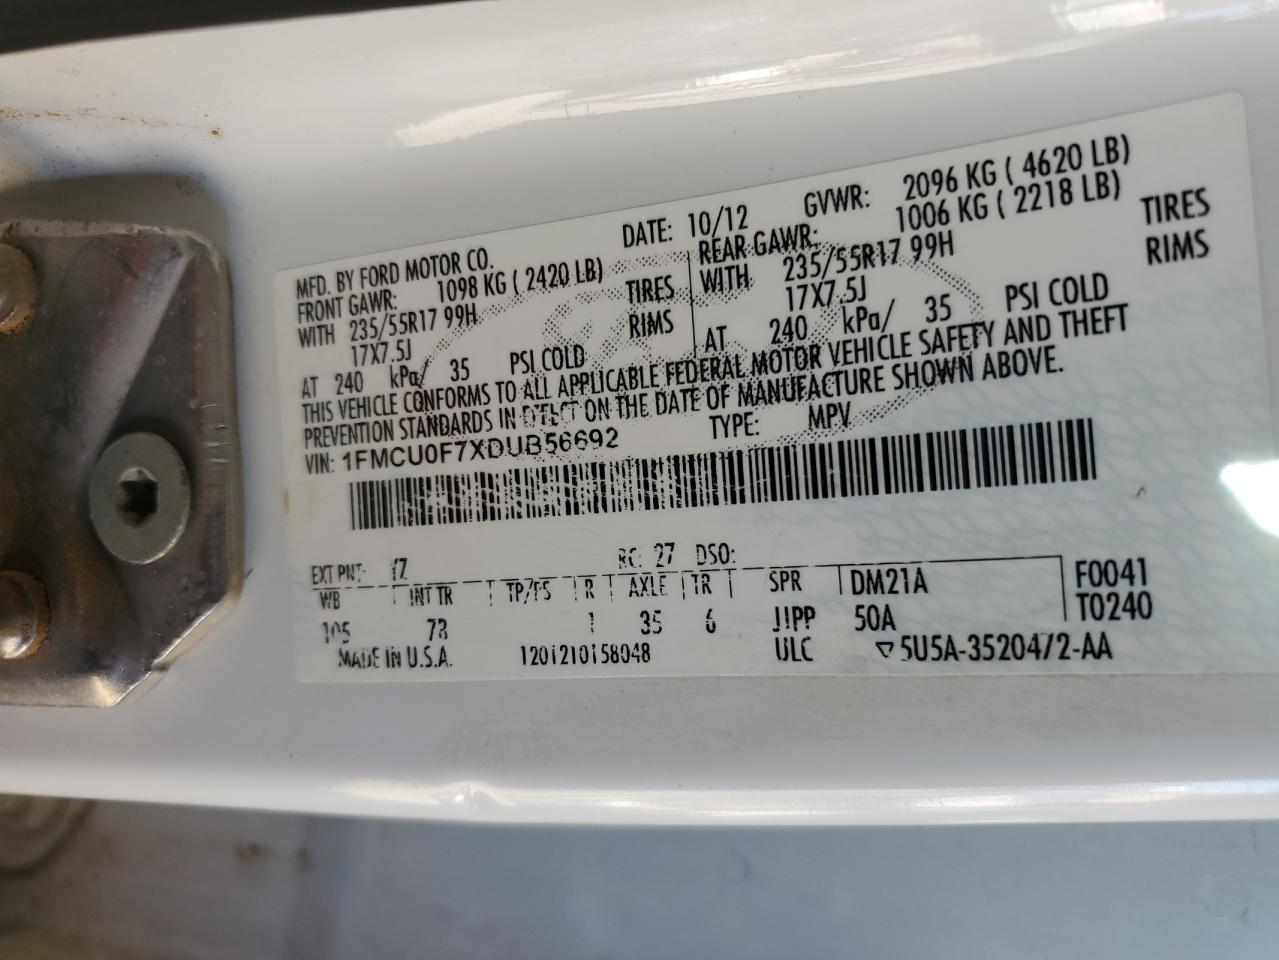 MFD. BY FORD MOTOR CO. DATE: 10/12 GVWR: 2096 KG ( 4620 LB)
FRONT GAWR: 1098 KG ( 2420 LB) REAR GAWR: 1006 KG ( 2218 LB)
WITH 235/55R17 99H TIRES WITH 235/55R17 99H TIRES
17X7.5J RIMS 17X7.5J RIMS
AT 240 kPa/ 35 PSI COLD AT 240 kPa/ 35 PSI COLD
THIS VEHICLE CONFORMS TO ALL APPLICABLE FEDERAL MOTOR VEHICLE SAFETY AND THEFT
PREVENTION STANDARDS IN EFFECT ON THE DATE OF MANUFACTURE SHOWN ABOVE.
VIN: 1FMCU0F7XDUB56692 TYPE: MPV
EXT PNT: YZ RC: 27 DSO:
WB INT TR TP/PS R AXLE TR SPR DM21A F0041
105 1 35 6 JJPP 50A T0240
MADE IN U.S.A. ULC ▽5U5A-3520472-AA